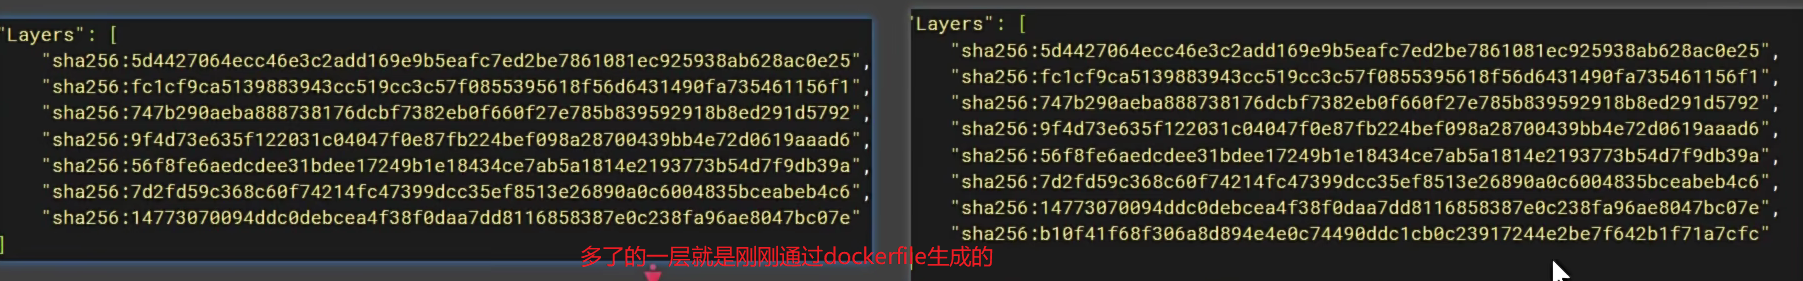 "Layers": [
"sha256:5d4427064ecc46e3c2add169e9b5eafc7ed2be7861081ec925938ab628ac0e25",
"sha256:fc1cf9ca5139883943cc519cc3c57f0855395618f56d6431490fa735461156f1",
"sha256:747b290aeba888738176dcbf7382eb0f660f27e785b839592918b8ed291d5792",
"sha256:9f4d73e635f122031c04047f0e87fb224bef098a28700439bb4e72d0619aaad6",
"sha256:56f8fe6aedcdee31bdee17249b1e18434ce7ab5a1814e2193773b54d7f9db39a",
"sha256:7d2fd59c368c60f74214fc47399dcc35ef8513e26890a0c6004835bceabeb4c6",
"sha256:14773070094ddc0debcea4f38f0daa7dd8116858387e0c238fa96ae8047bc07e"
]
"Layers": [
"sha256:5d4427064ecc46e3c2add169e9b5eafc7ed2be7861081ec925938ab628ac0e25",
"sha256:fc1cf9ca5139883943cc519cc3c57f0855395618f56d6431490fa735461156f1",
"sha256:747b290aeba888738176dcbf7382eb0f660f27e785b839592918b8ed291d5792",
"sha256:9f4d73e635f122031c04047f0e87fb224bef098a28700439bb4e72d0619aaad6",
"sha256:56f8fe6aedcdee31bdee17249b1e18434ce7ab5a1814e2193773b54d7f9db39a",
"sha256:7d2fd59c368c60f74214fc47399dcc35ef8513e26890a0c6004835bceabeb4c6",
"sha256:14773070094ddc0debcea4f38f0daa7dd8116858387e0c238fa96ae8047bc07e",
"sha256:b10f41f68f306a8d894e4e0c74490ddc1cb0c23917244e2be7f642b1f71a7cfc"
多了的一层就是刚刚通过dockerfile生成的